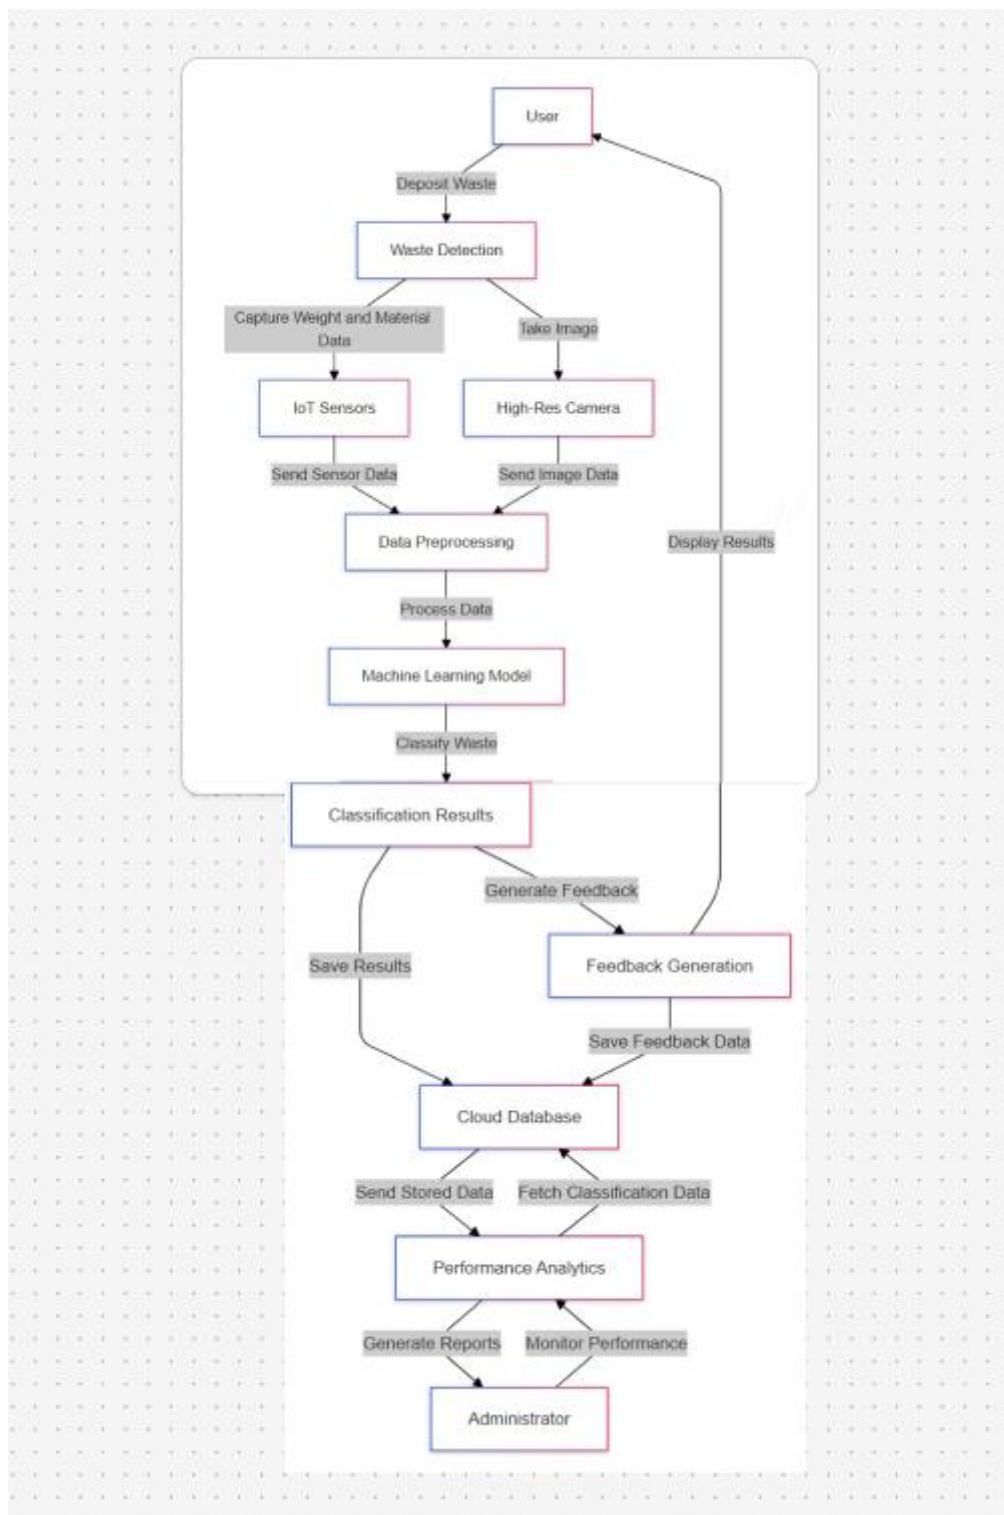 User
Deposit Waste
Waste Detection
Capture Weight and Material
Data
Take Image
IoT Sensors
High-Res Camera
Send Sensor Data
Send Image Data
Data Preprocessing
Display Results
Process Data
Machine Learning Model
Classify Waste
Classification Results
Generate Feedback
Save Results
Feedback Generation
Save Feedback Data
Cloud Database
Send Stored Data
Fetch Classification Data
Performance Analytics
Generate Reports
Monitor Performance
Administrator